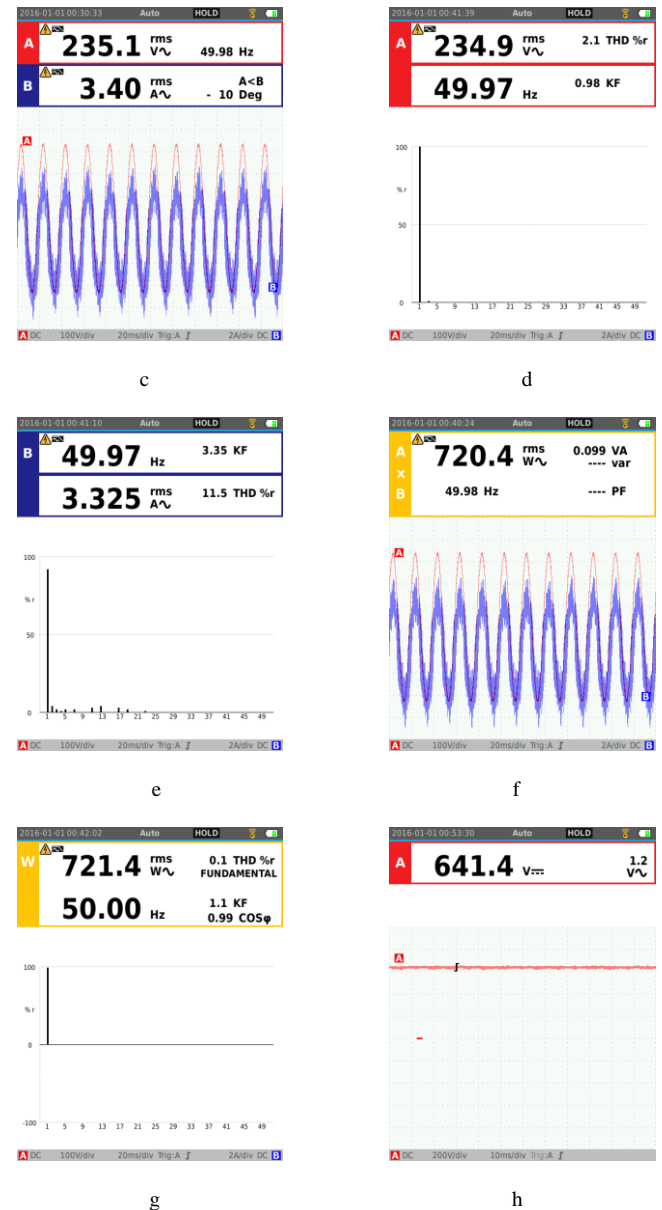 2016-01-01 00:30:33 Auto HOLD
A 235.1 rms V∿ 49.98 Hz
B 3.40 rms A∿ A<B - 10 Deg
A
B
A DC 100V/div 20ms/div Trig:A ƒ 2A/div DC B
c
2016-01-01 00:41:39 Auto HOLD
A 234.9 rms V∿ 2.1 THD %r
49.97 Hz 0.98 KF
100
% r
50
0
1 5 9 13 17 21 25 29 33 37 41 45 49
A DC 100V/div 20ms/div Trig:A ƒ 2A/div DC B
d
2016-01-01 00:41:10 Auto HOLD
B 49.97 Hz 3.35 KF
3.325 rms A∿ 11.5 THD %r
100
% r
50
0
1 5 9 13 17 21 25 29 33 37 41 45 49
A DC 100V/div 20ms/div Trig:A ƒ 2A/div DC B
e
2016-01-01 00:40:24 Auto HOLD
A x B 720.4 rms W∿ 0.099 VA
---- var
49.98 Hz ---- PF
A
B
A DC 100V/div 20ms/div Trig:A ƒ 2A/div DC B
f
2016-01-01 00:42:02 Auto HOLD
W 721.4 rms W∿ 0.1 THD %r
FUNDAMENTAL
50.00 Hz 1.1 KF
0.99 COSφ
100
% r
0
-100
1 5 9 13 17 21 25 29 33 37 41 45 49
A DC 100V/div 20ms/div Trig:A ƒ 2A/div DC B
g
2016-01-01 00:53:30 Auto HOLD
A 641.4 V⎓ 1.2 V∿
A
A DC 200V/div 10ms/div Trig:A ƒ
h